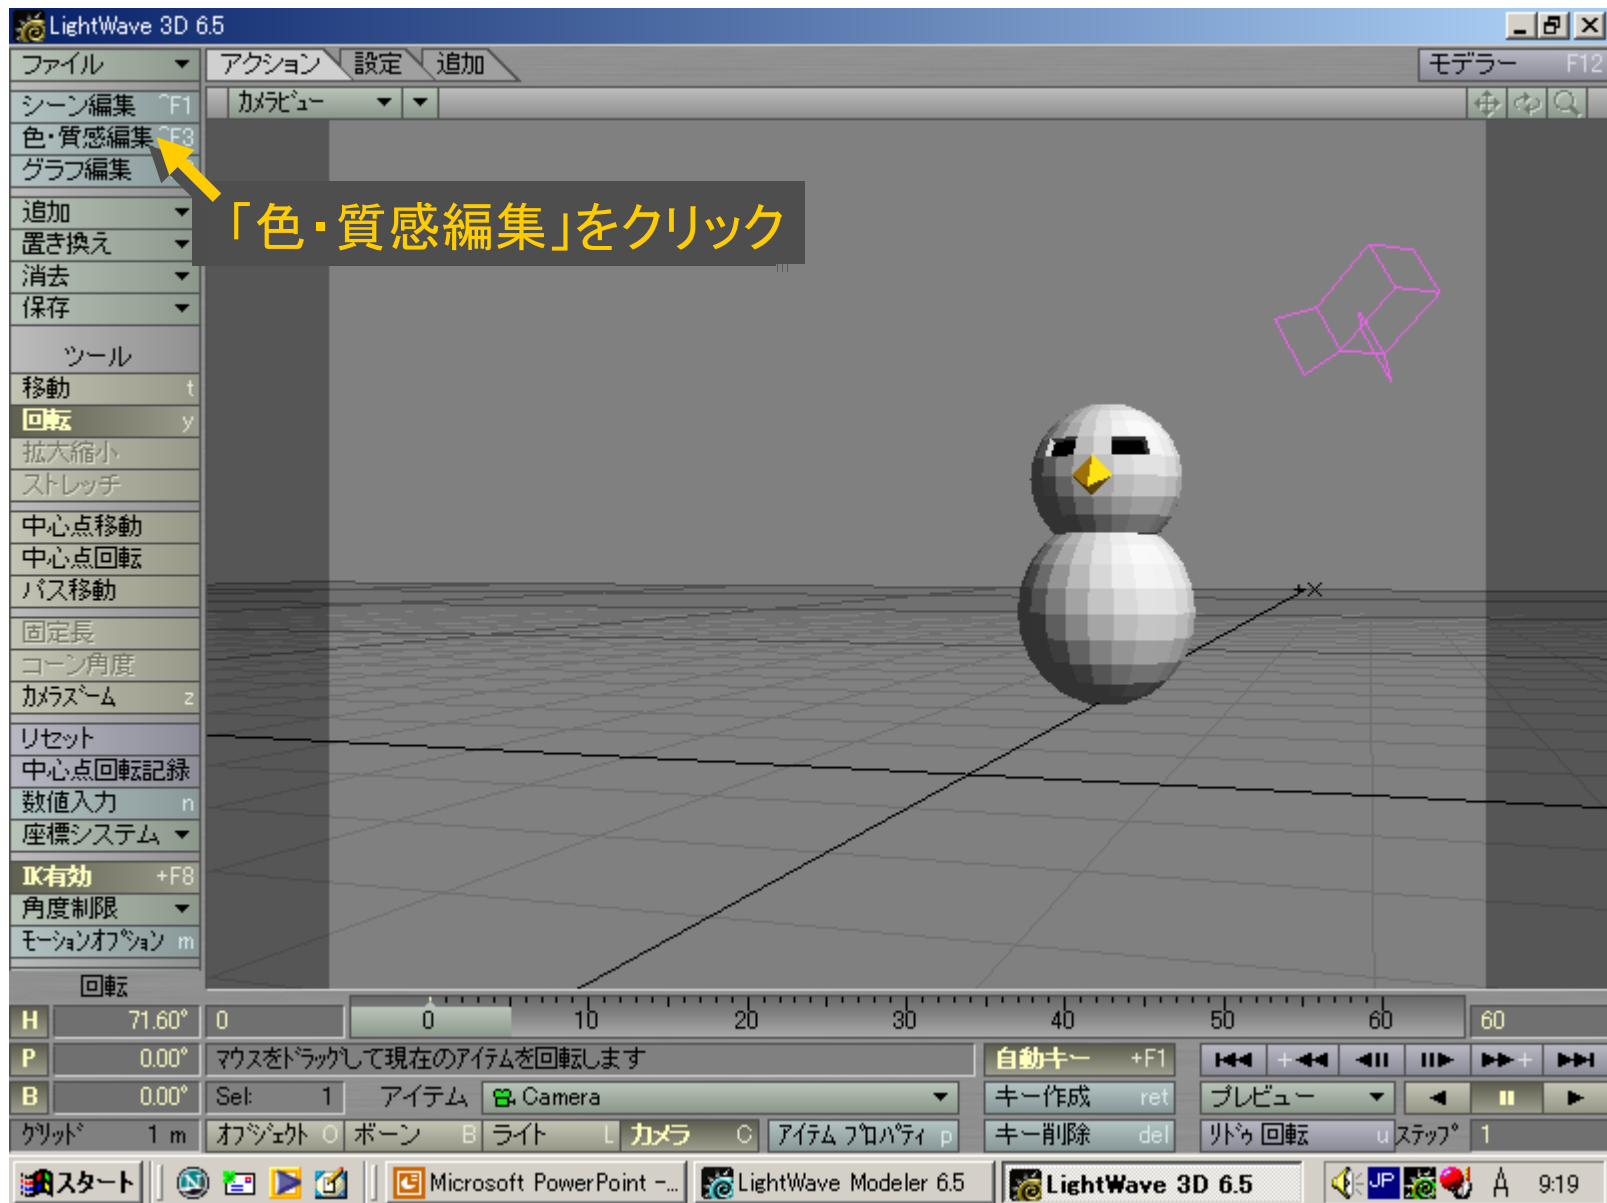 LightWave 3D 6.5
ファイル
アクション 設定 追加
モデラー F12
シーン編集 ^F1
カメラビュー
色・質感編集 ^F3
グラフ編集
「色・質感編集」をクリック
追加
置き換え
消去
保存
ツール
移動 t
回転 y
拡大縮小
ストレッチ
中心点移動
中心点回転
パス移動
固定長
コーン角度
カメラズーム z
リセット
中心点回転記録
数値入力 n
座標システム
IK有効 +F8
角度制限
モーションオプション m
回転
H 71.60° 0 0 10 20 30 40 50 60 60
P 0.00° マウスをドラッグして現在のアイテムを回転します 自動キー +F1
B 0.00° Sel: 1 アイテム Camera キー作成 ret プレビュー
グリッド 1 m オブジェクト O ボーン B ライト L カメラ C アイテム プロパティ p キー削除 del リドゥ 回転 u ステップ 1
スタート Microsoft PowerPoint -... LightWave Modeler 6.5 LightWave 3D 6.5 JP A 9:19
X